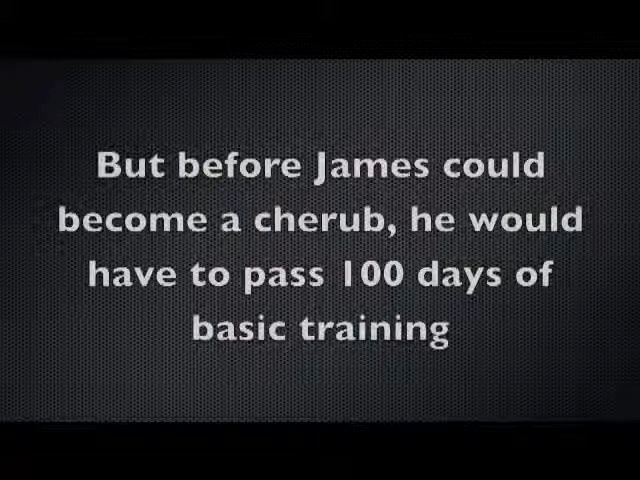 But before James could
become a cherub, he would
have to pass 100 days of
basic training